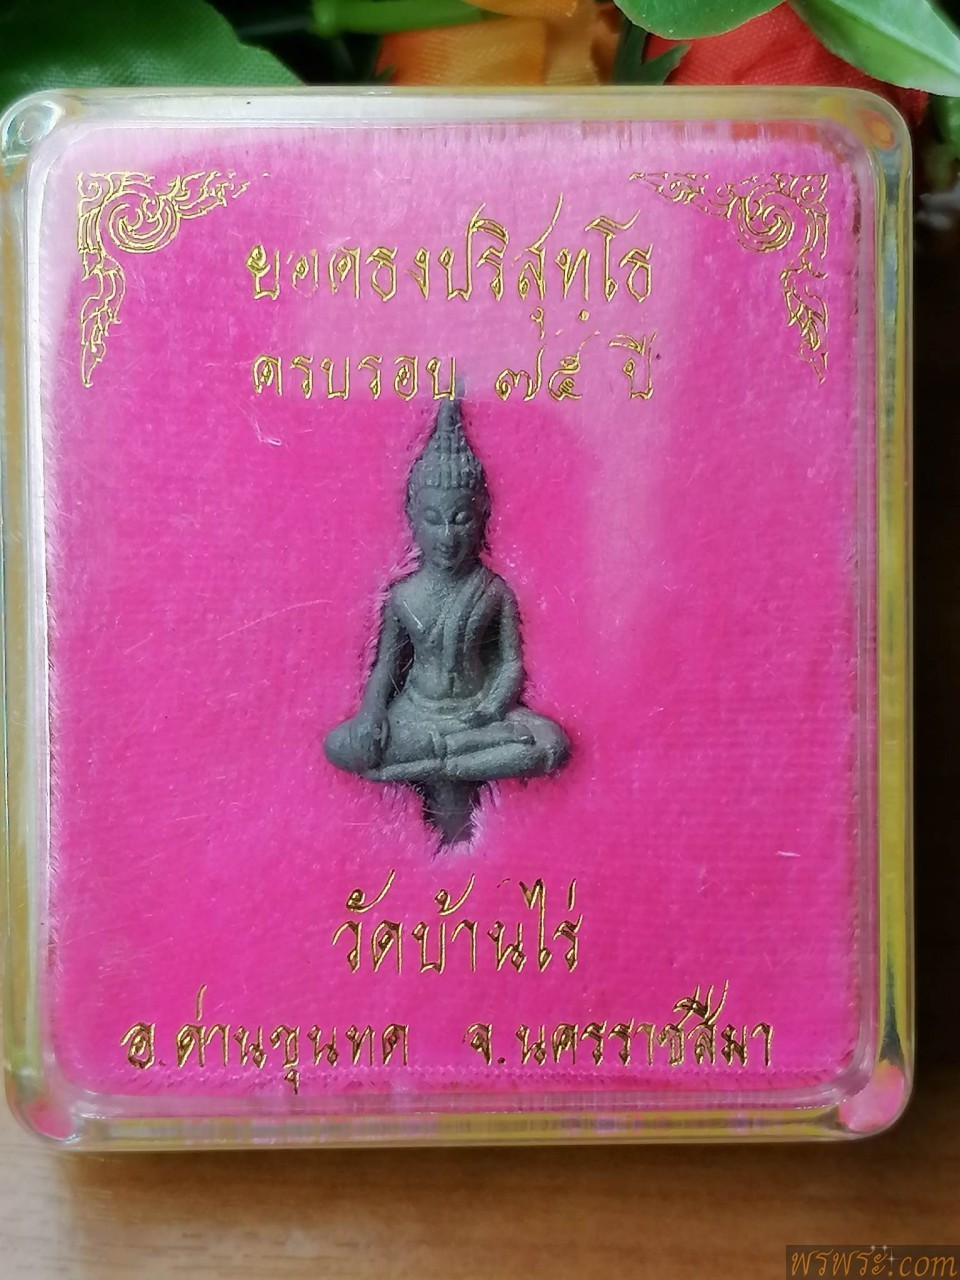 ยอดธงปริสุทฺโธ
ครบรอบ ๗๕ ปี
วัดบ้านไร่
อ.ด่านขุนทด จ.นครราชสีมา
พรพระ.com